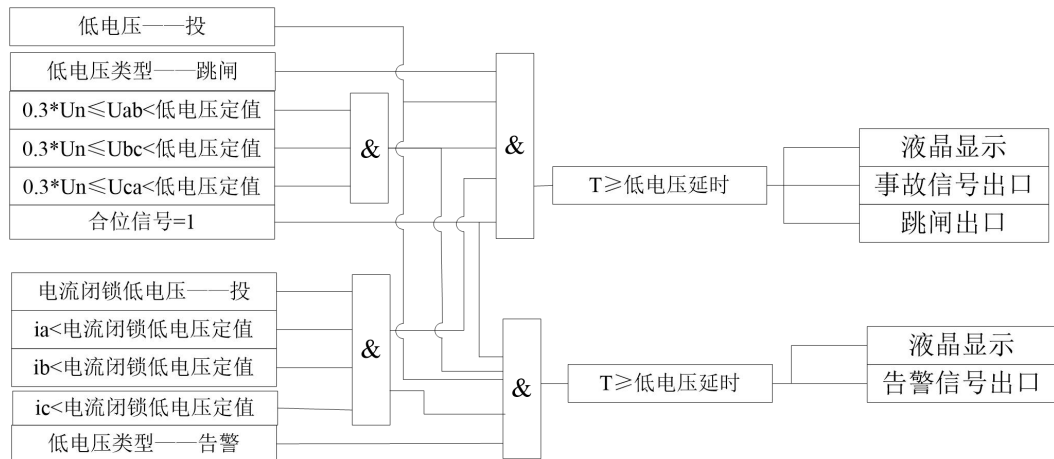 低电压——投
低电压类型——跳闸
0.3*Un≤Uab<低电压定值
0.3*Un≤Ubc<低电压定值
0.3*Un≤Uca<低电压定值
合位信号=1
&
&
T≥低电压延时
液晶显示
事故信号出口
跳闸出口
电流闭锁低电压——投
ia<电流闭锁低电压定值
ib<电流闭锁低电压定值
ic<电流闭锁低电压定值
低电压类型——告警
&
&
T≥低电压延时
液晶显示
告警信号出口